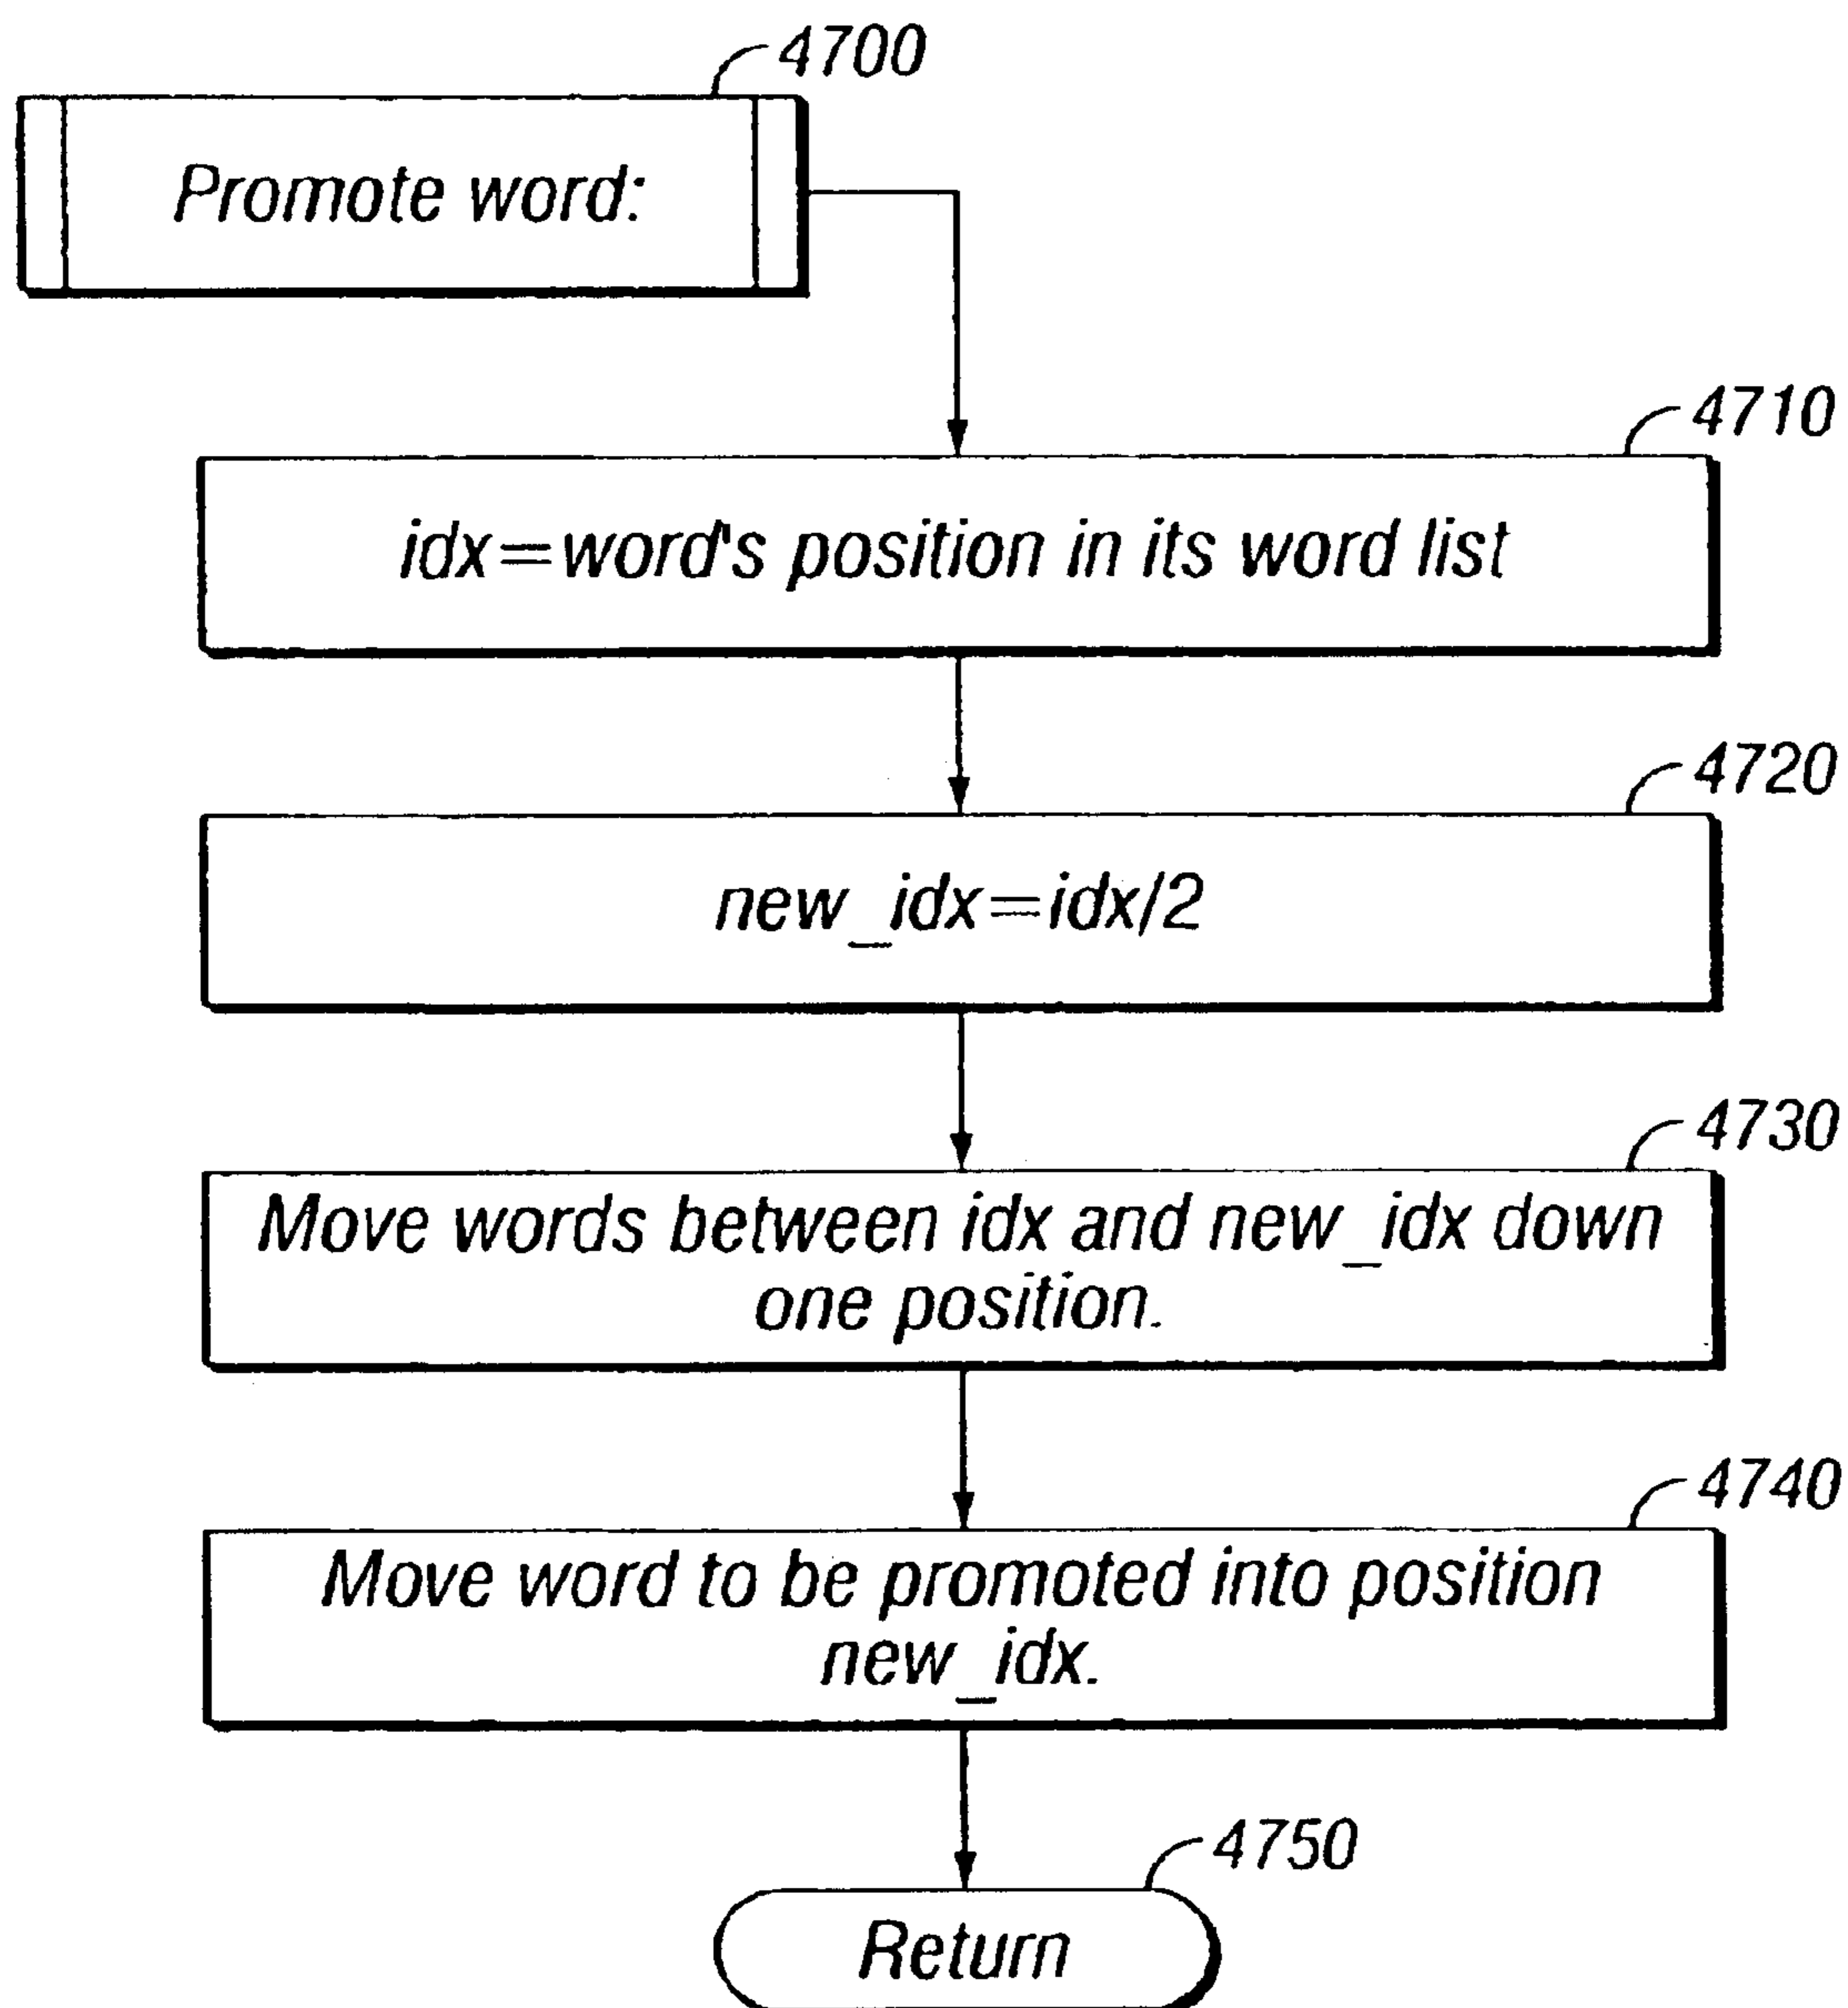 4700
Promote word:
4710
idx=word's position in its word list
4720
new_idx=idx/2
4730
Move words between idx and new_idx down
one position.
4740
Move word to be promoted into position
new_idx.
4750
Return